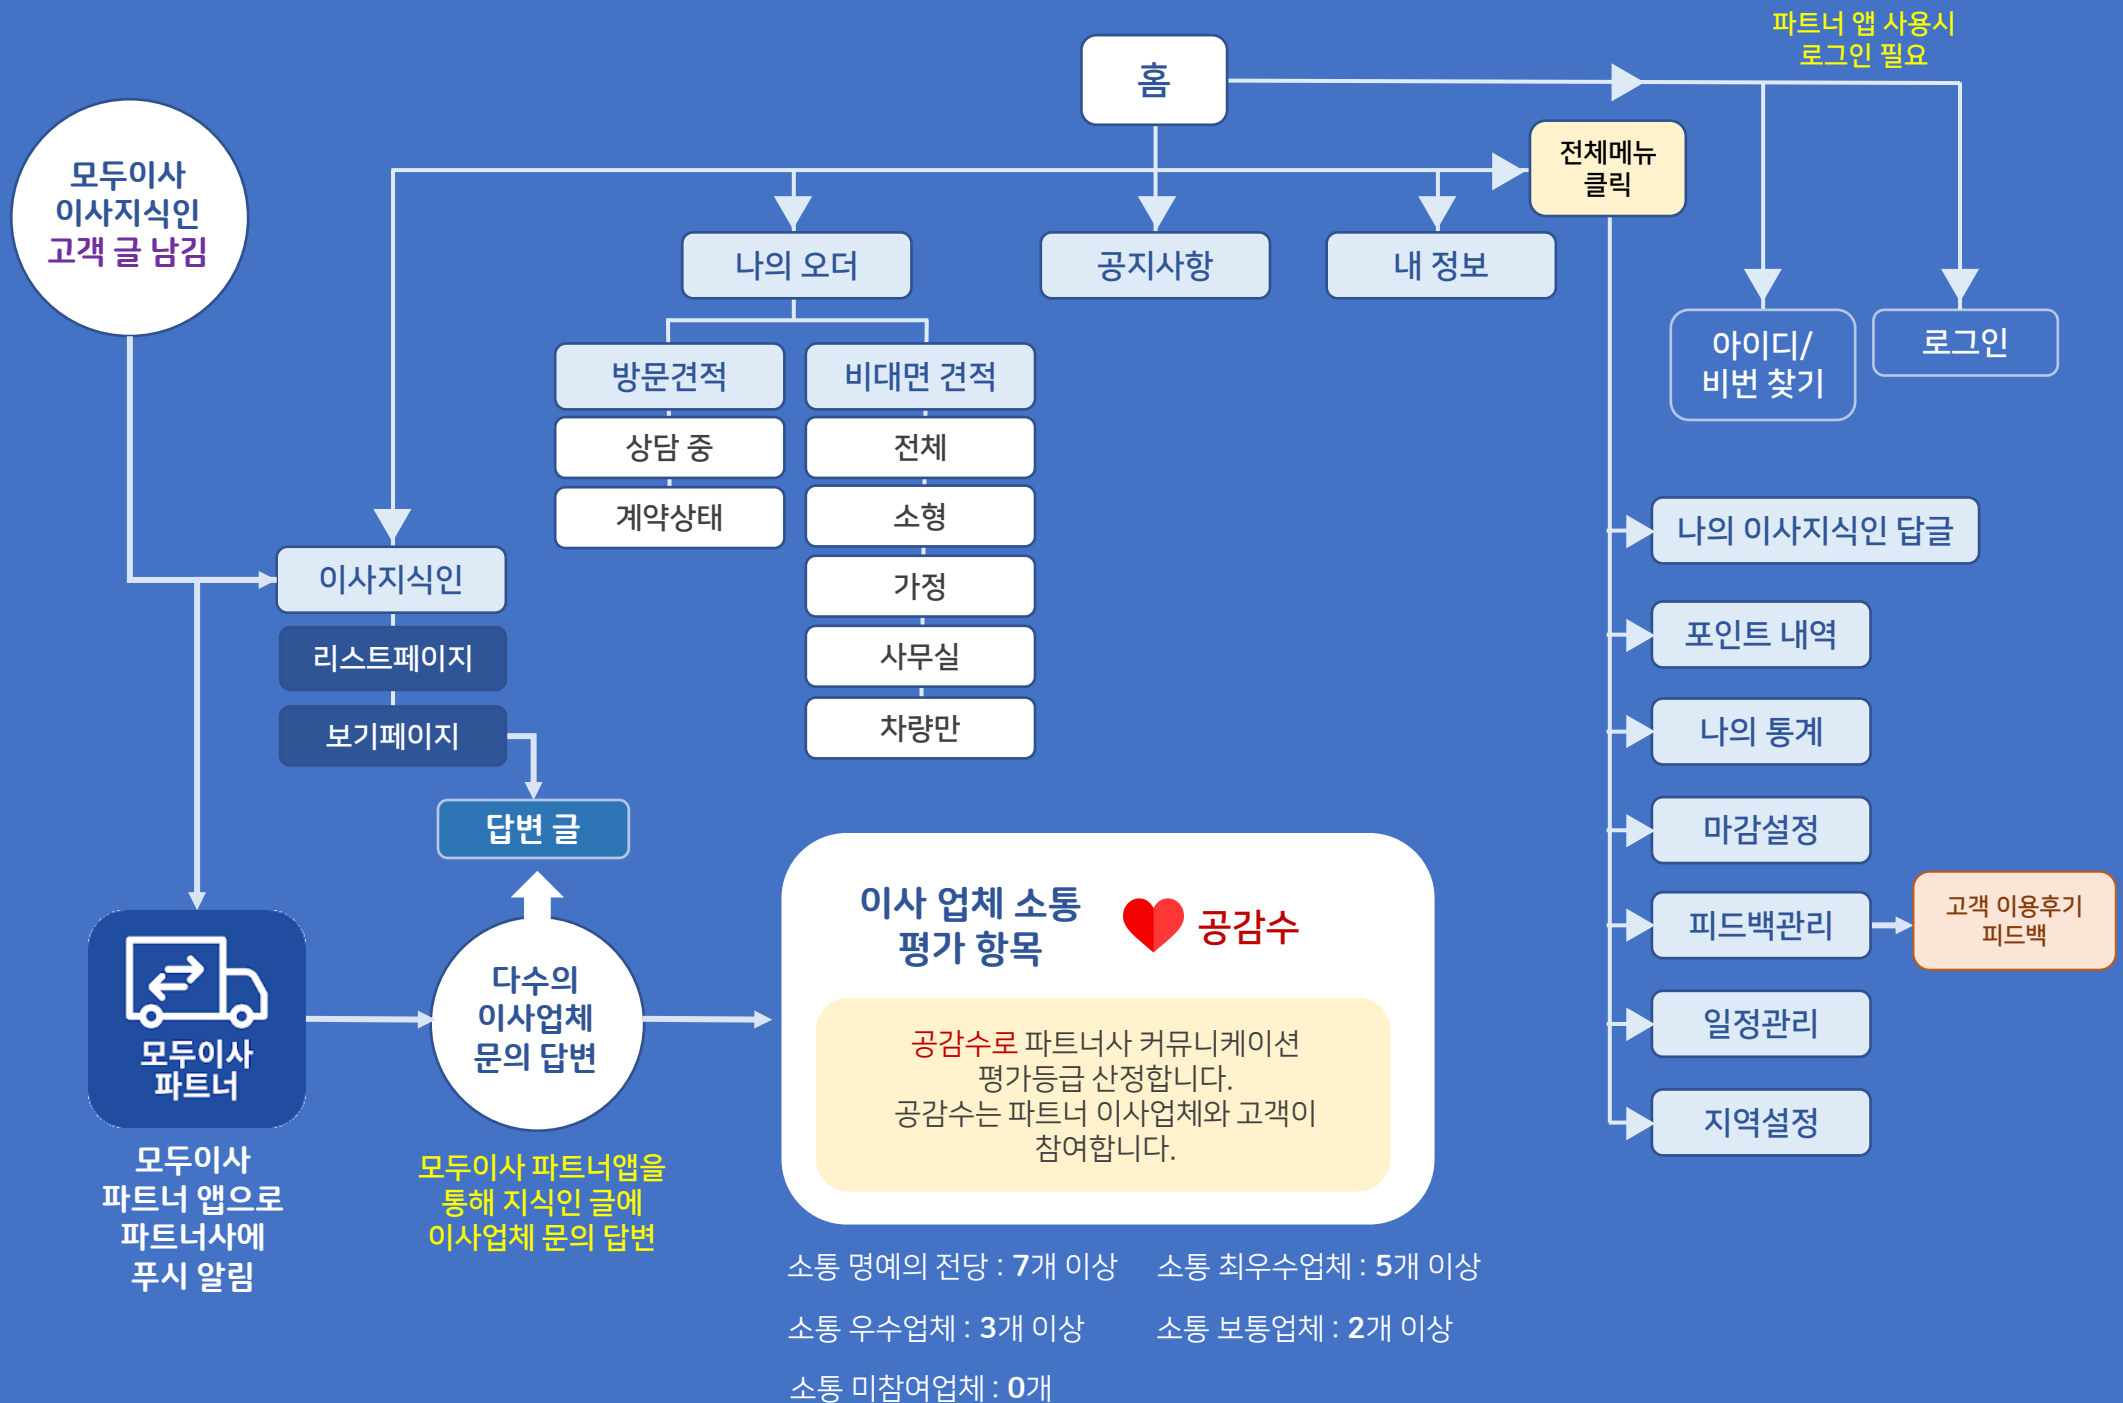 파트너 앱 사용시
로그인 필요
홈
전체메뉴
클릭
모두이사
이사지식인
고객 글 남김
나의 오더
공지사항
내 정보
아이디/
비번 찾기
로그인
방문견적
비대면 견적
상담 중
전체
계약상태
소형
가정
사무실
차량만
이사지식인
리스트페이지
보기페이지
답변 글
나의 이사지식인 답글
포인트 내역
나의 통계
마감설정
피드백관리
고객 이용후기
피드백
일정관리
지역설정
모두이사
파트너
모두이사
파트너 앱으로
파트너사에
푸시 알림
다수의
이사업체
문의 답변
모두이사 파트너앱을
통해 지식인 글에
이사업체 문의 답변
이사 업체 소통
평가 항목
공감수
공감수로 파트너사 커뮤니케이션
평가등급 산정합니다.
공감수는 파트너 이사업체와 고객이
참여합니다.
소통 명예의 전당 : 7개 이상
소통 최우수업체 : 5개 이상
소통 우수업체 : 3개 이상
소통 보통업체 : 2개 이상
소통 미참여업체 : 0개